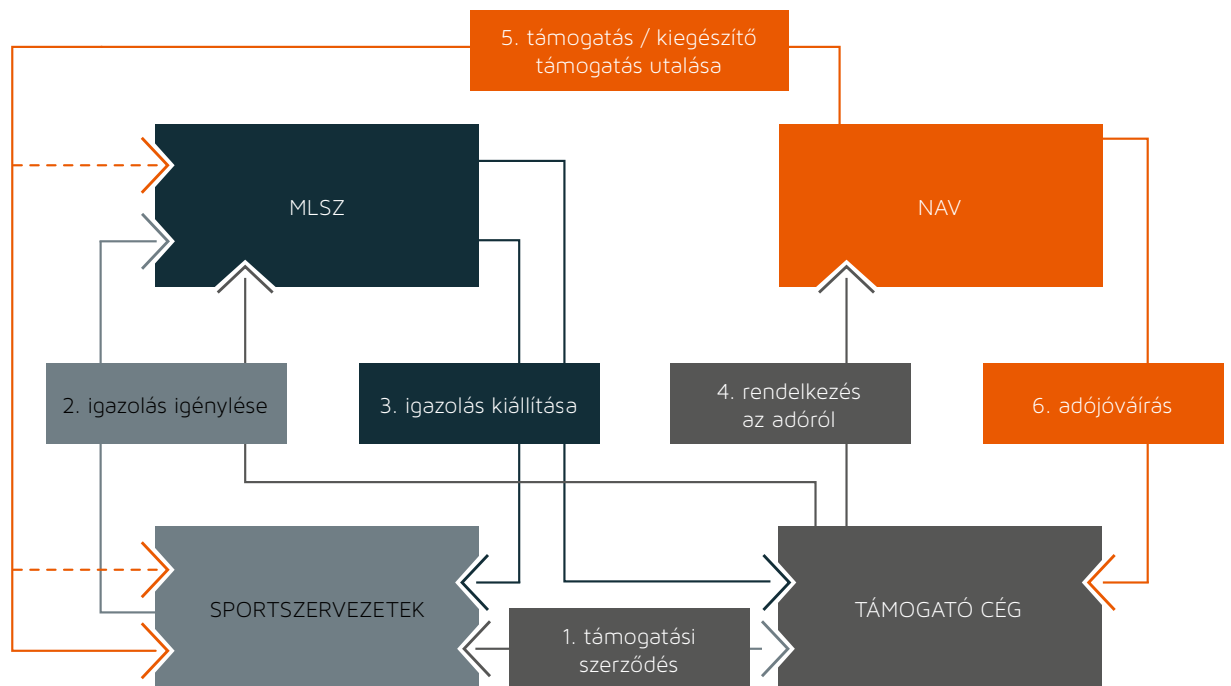 5. támogatás / kiegészítő
támogatás utalása
MLSZ
NAV
2. igazolás igénylése
3. igazolás kiállítása
4. rendelkezés
az adóról
6. adójóváírás
SPORTSZERVEZETEK
TÁMOGATÓ CÉG
1. támogatási
szerződés